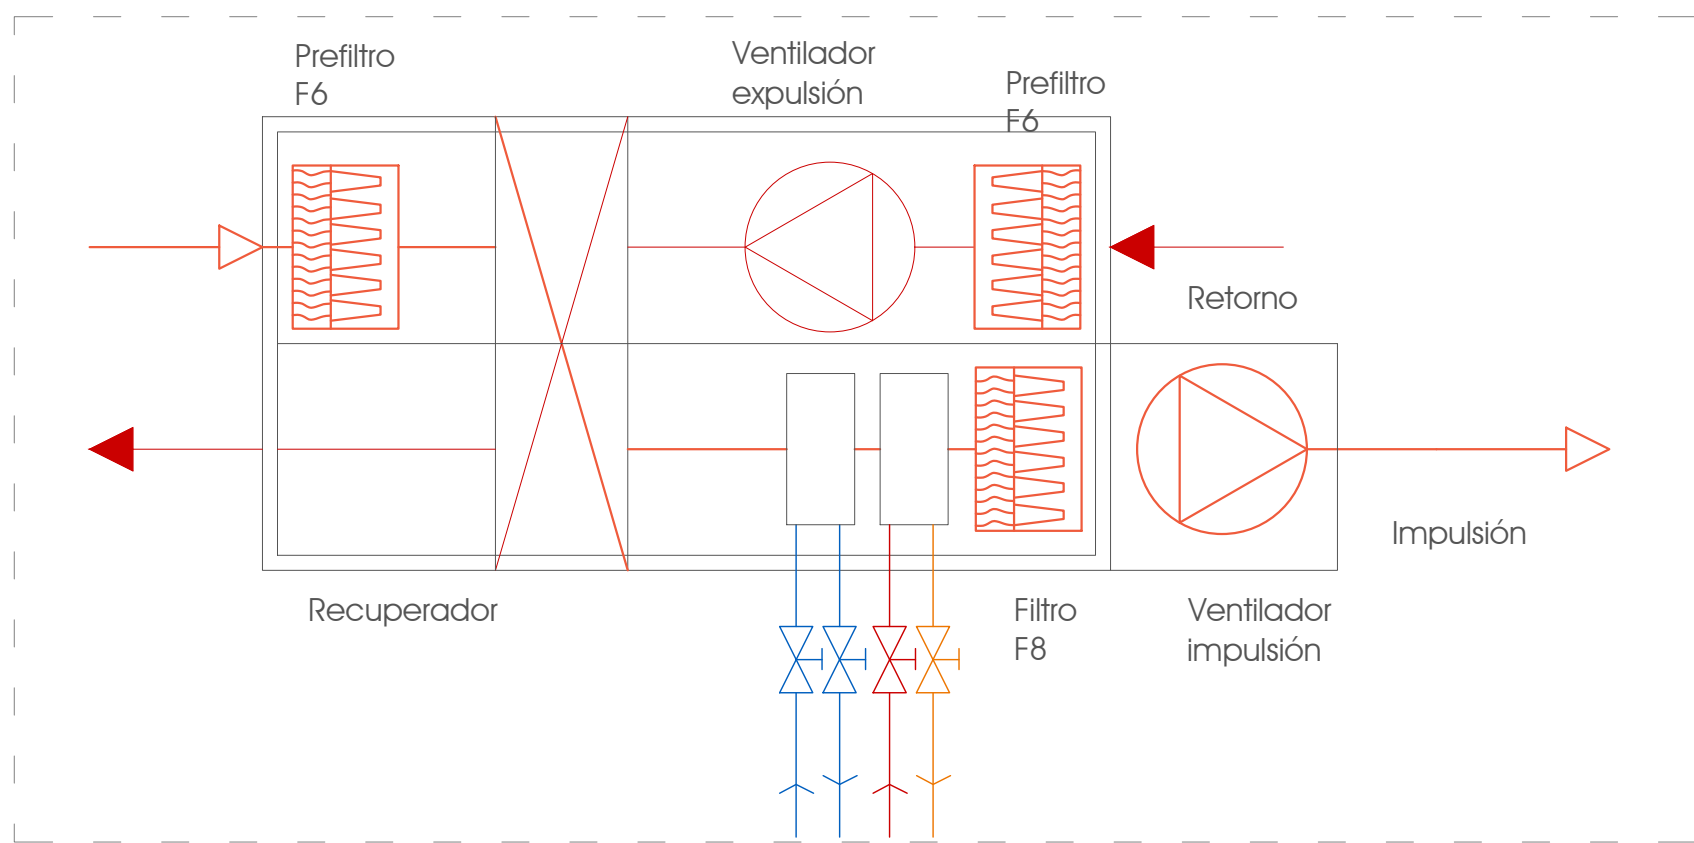 Prefiltro
F6
Ventilador
expulsión
Prefiltro
F6
Retorno
Impulsión
Recuperador
Filtro
F8
Ventilador
impulsión